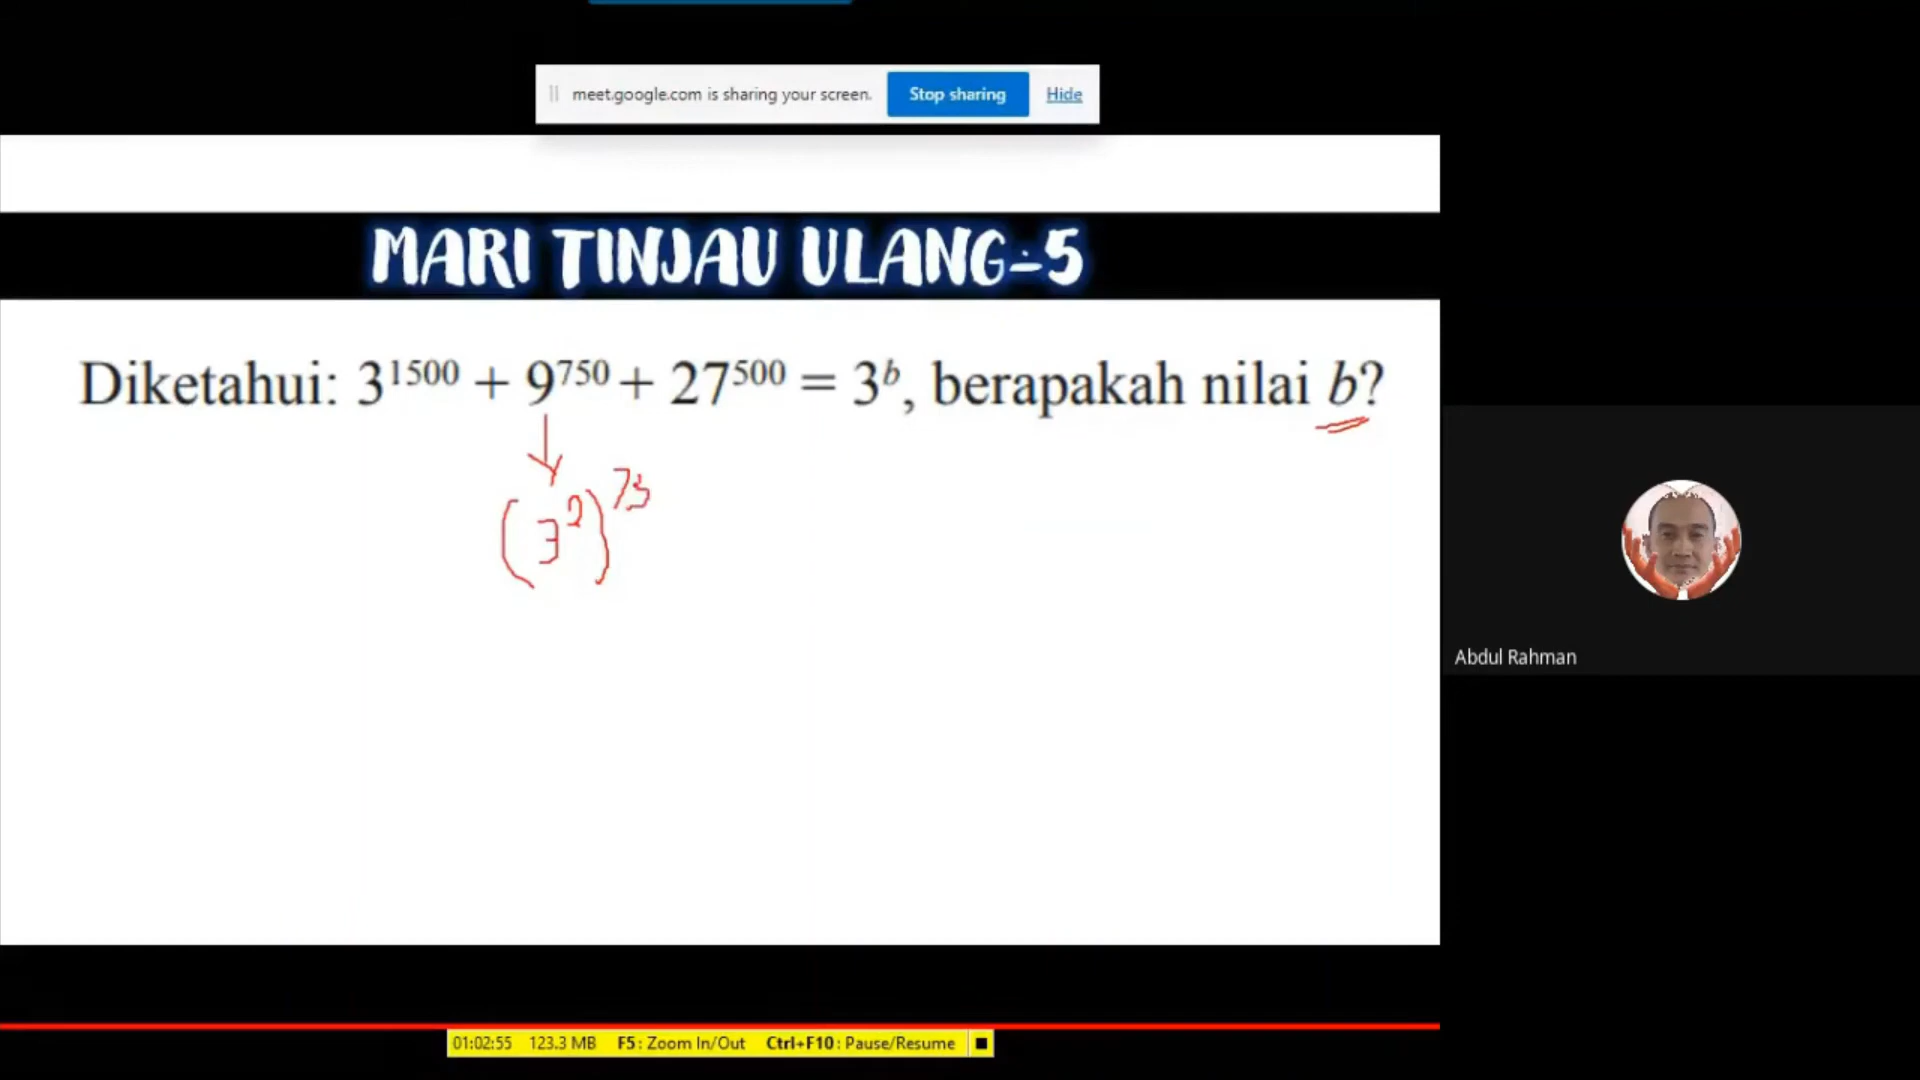 meet.google.com is sharing your screen. Stop sharing Hide
MARI TINJAU ULANG-5
Diketahui: 3^1500 + 9^750 + 27^500 = 3^b, berapakah nilai b?
(3^2)^75
Abdul Rahman
01:02:55 123.3 MB F5: Zoom In/Out Ctrl+F10: Pause/Resume